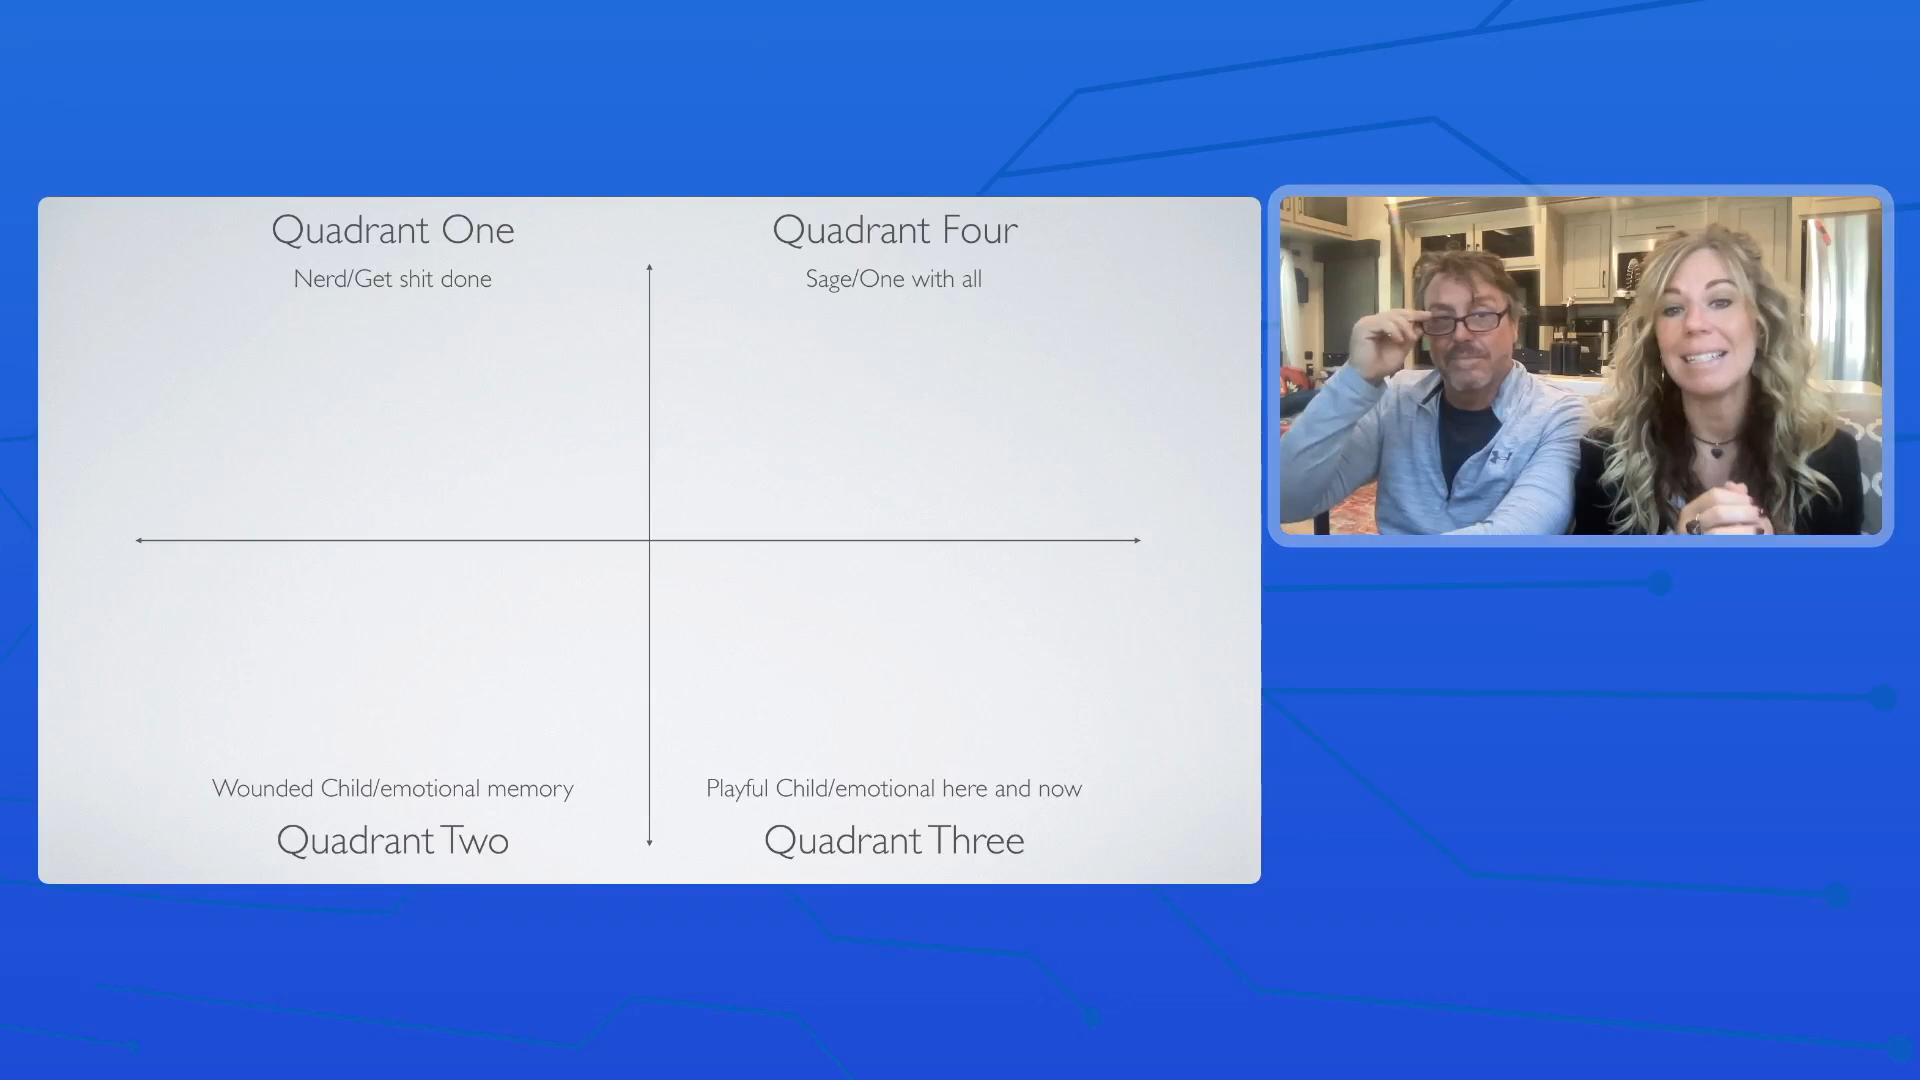 Quadrant One
Nerd/Get shit done
Quadrant Four
Sage/One with all
Wounded Child/emotional memory
Quadrant Two
Playful Child/emotional here and now
Quadrant Three